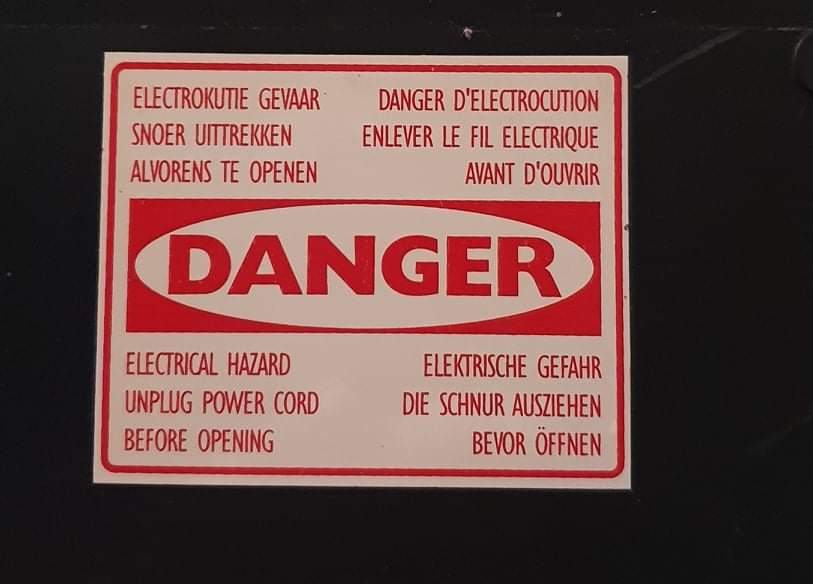 ELECTROKUTIE GEVAAR
SNOER UITTREKKEN
ALVORENS TE OPENEN
DANGER D'ELECTROCUTION
ENLEVER LE FIL ELECTRIQUE
AVANT D'OUVRIR
DANGER
ELECTRICAL HAZARD
UNPLUG POWER CORD
BEFORE OPENING
ELEKTRISCHE GEFAHR
DIE SCHNUR AUSZIEHEN
BEVOR ÖFFNEN